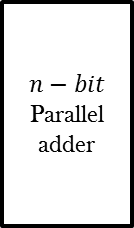 n − bit
Parallel
adder